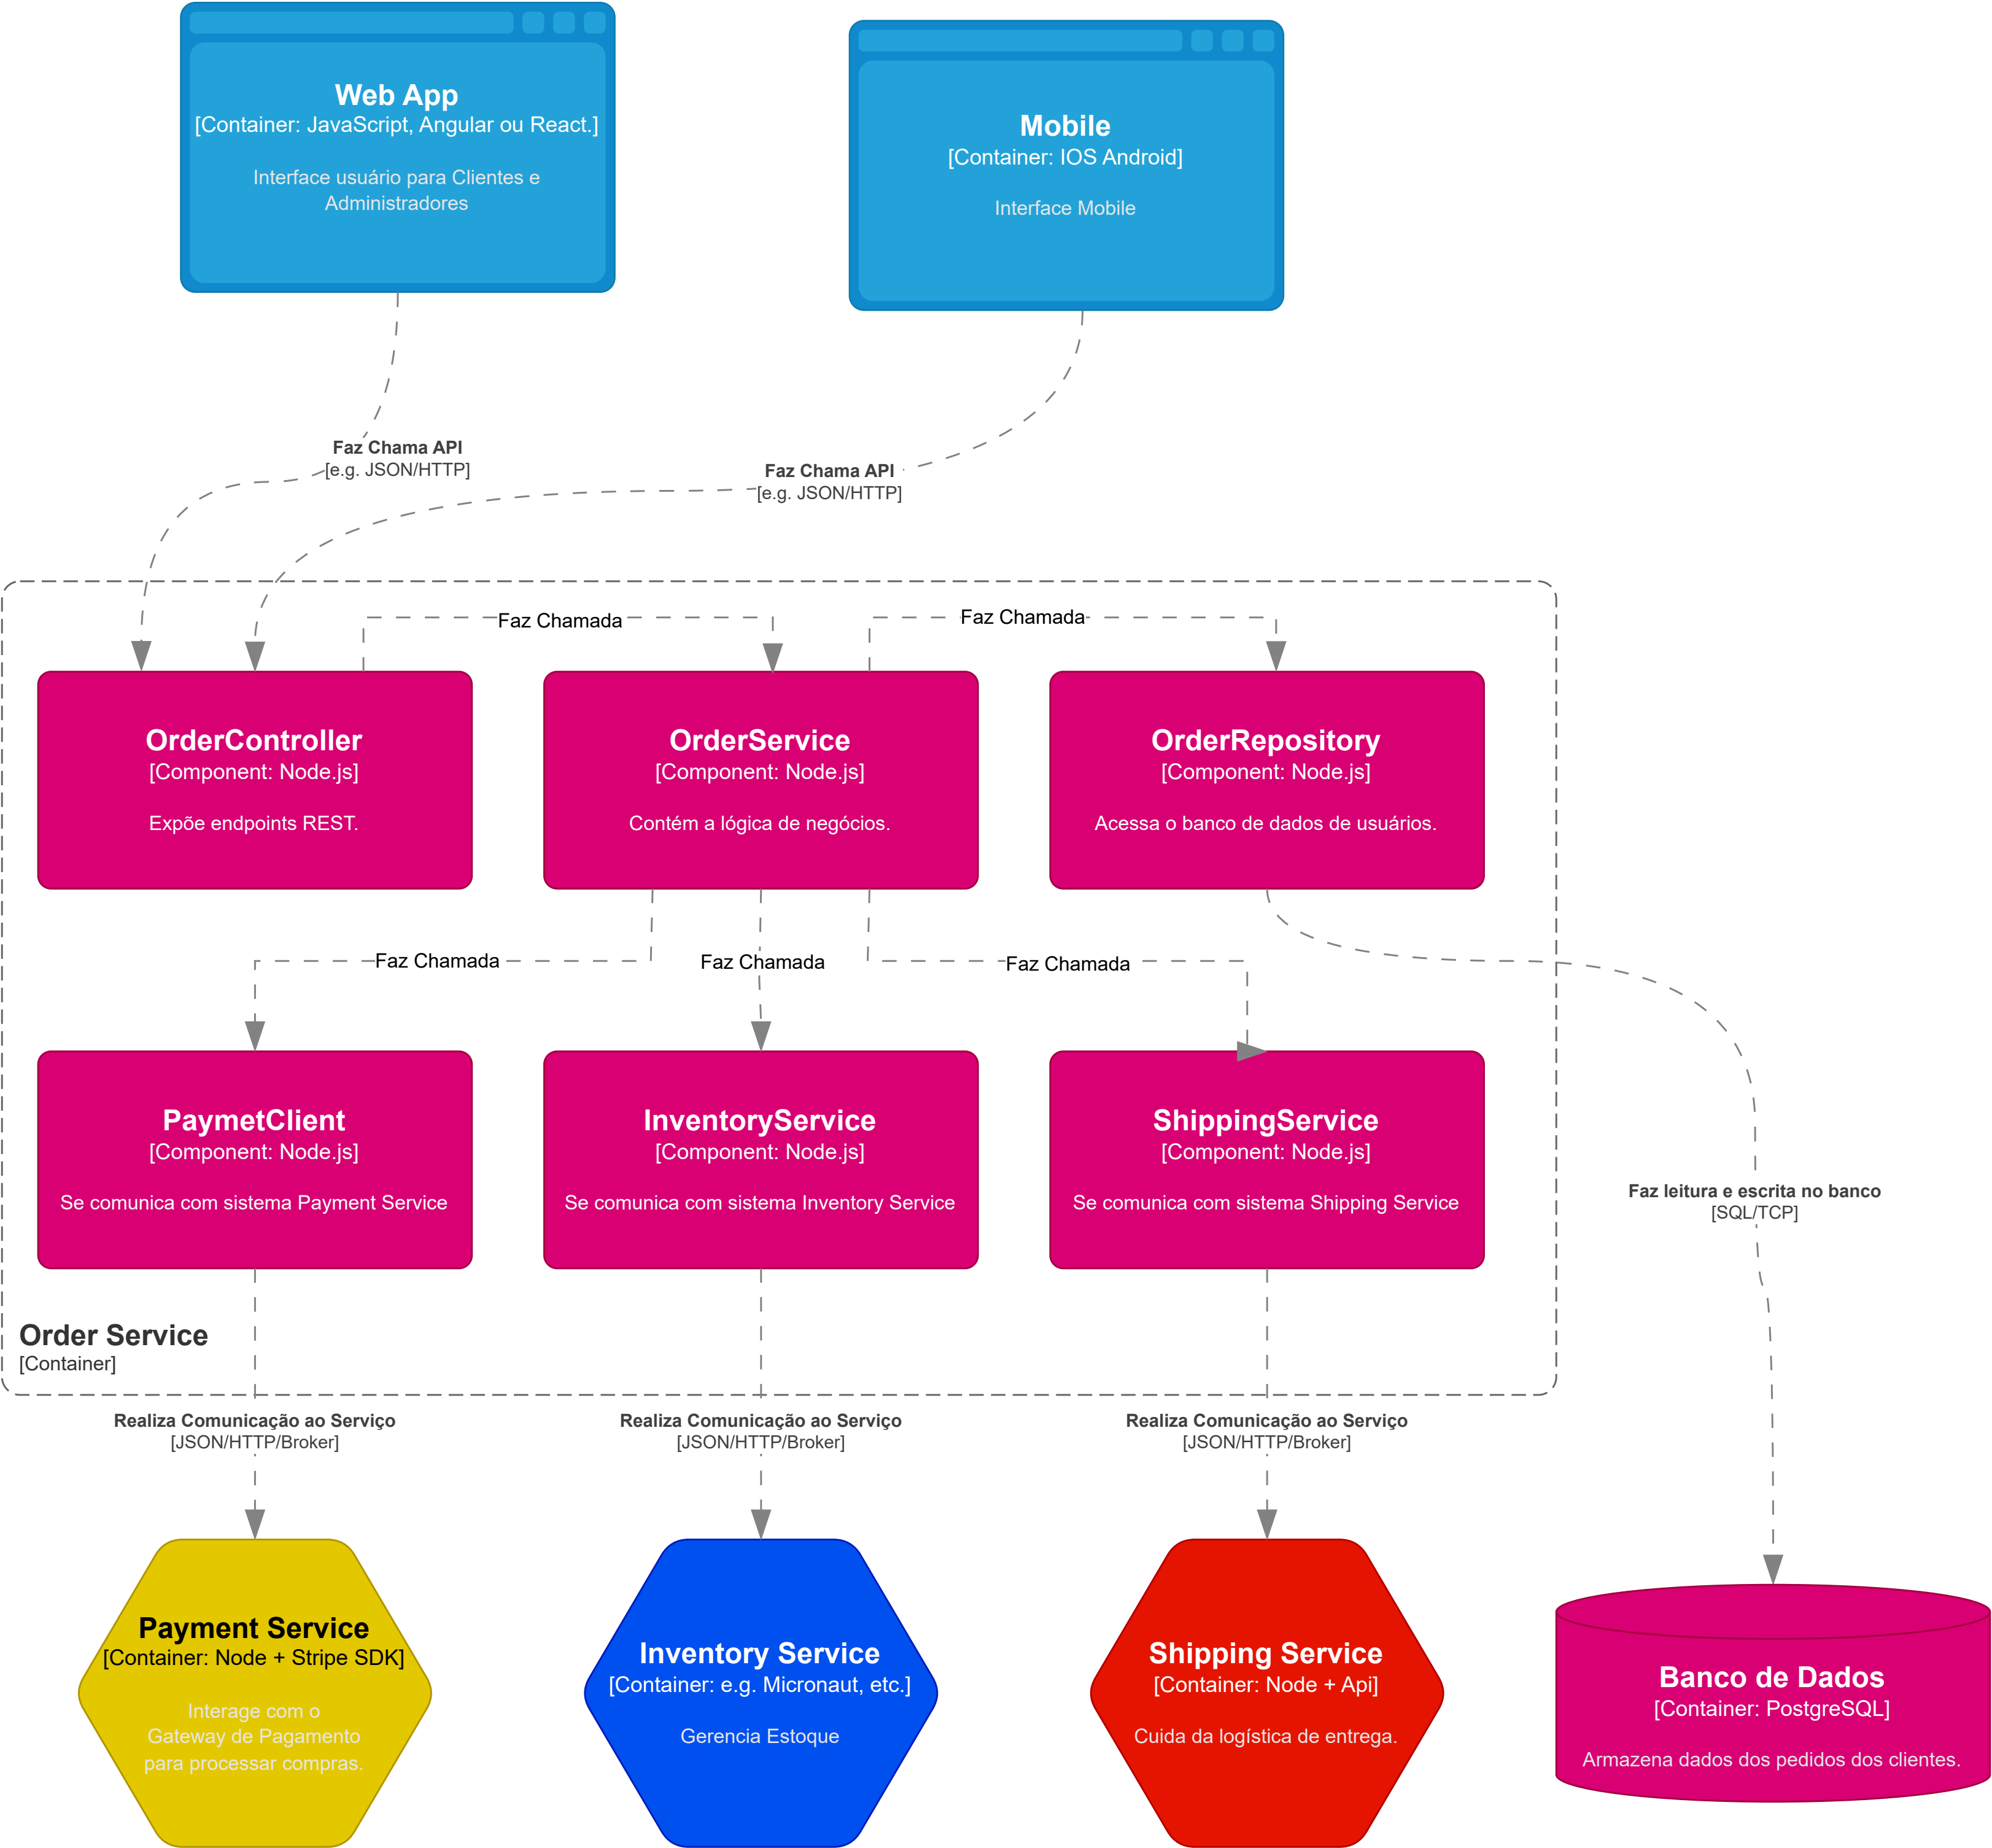 Web App
[Container: JavaScript, Angular ou React.]
Interface usuário para Clientes e
Administradores
Mobile
[Container: IOS Android]
Interface Mobile
Faz Chama API
[e.g. JSON/HTTP]
Faz Chama API
[e.g. JSON/HTTP]
Faz Chamada
Faz Chamada
OrderController
[Component: Node.js]
Expõe endpoints REST.
OrderService
[Component: Node.js]
Contém a lógica de negócios.
OrderRepository
[Component: Node.js]
Acessa o banco de dados de usuários.
Faz Chamada
Faz Chamada
Faz Chamada
PaymetClient
[Component: Node.js]
Se comunica com sistema Payment Service
InventoryService
[Component: Node.js]
Se comunica com sistema Inventory Service
ShippingService
[Component: Node.js]
Se comunica com sistema Shipping Service
Faz leitura e escrita no banco
[SQL/TCP]
Order Service
[Container]
Realiza Comunicação ao Serviço
[JSON/HTTP/Broker]
Realiza Comunicação ao Serviço
[JSON/HTTP/Broker]
Realiza Comunicação ao Serviço
[JSON/HTTP/Broker]
Payment Service
[Container: Node + Stripe SDK]
Interage com o
Gateway de Pagamento
para processar compras.
Inventory Service
[Container: e.g. Micronaut, etc.]
Gerencia Estoque
Shipping Service
[Container: Node + Api]
Cuida da logística de entrega.
Banco de Dados
[Container: PostgreSQL]
Armazena dados dos pedidos dos clientes.